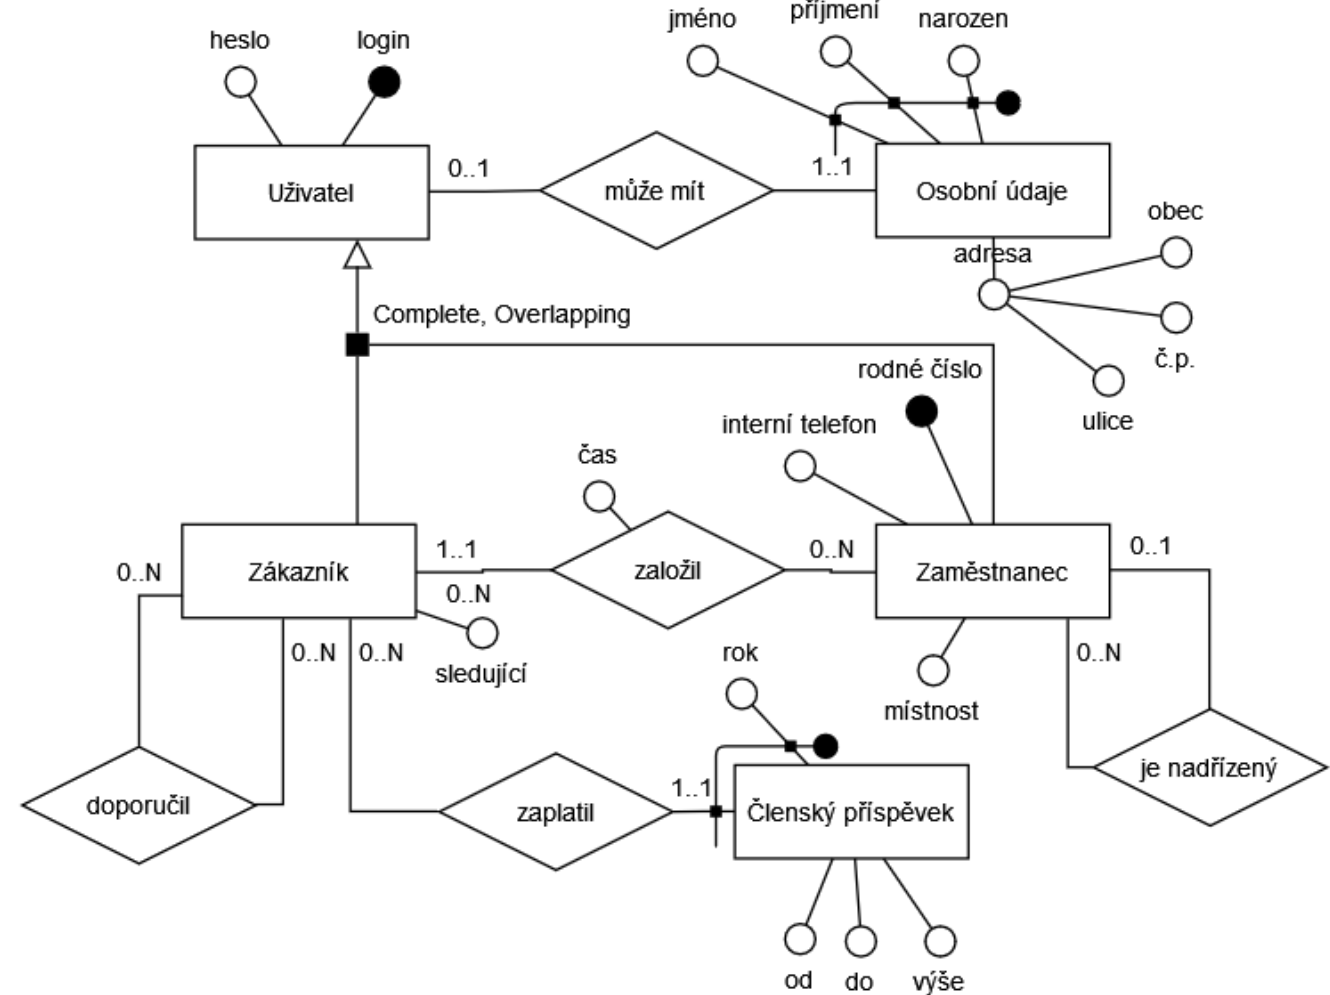 jméno
příjmení
narozen
heslo
login
0..1
1..1
Uživatel
může mít
Osobní údaje
obec
adresa
Complete, Overlapping
č.p.
rodné číslo
ulice
interní telefon
čas
0..N
1..1
Zákazník
založil
0..N
Zaměstnanec
0..1
0..N
0..N
0..N
sledující
rok
0..N
místnost
doporučil
zaplatil
1..1
Členský příspěvek
je nadřízený
od
do
výše